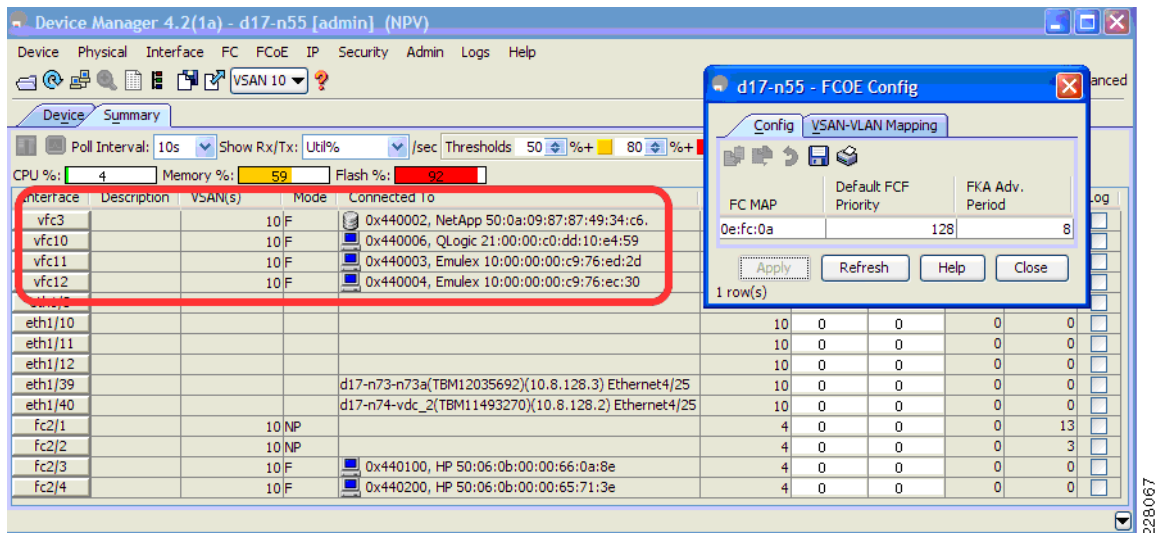 Device Manager 4.2(1a) - d17-n55 [admin] (NPV)
Device Physical Interface FC FCoE IP Security Admin Logs Help
VSAN 10
anced
Device Summary
Poll Interval: 10s Show Rx/Tx: Util% /sec Thresholds 50 %+ 80 %+
CPU %: 4 Memory %: 59 Flash %: 92
Interface Description VSAN(s) Mode Connected To Log
vfc3 10 F 0x440002, NetApp 50:0a:09:87:87:49:34:c6.
vfc10 10 F 0x440006, QLogic 21:00:00:c0:dd:10:e4:59
vfc11 10 F 0x440003, Emulex 10:00:00:00:c9:76:ed:2d
vfc12 10 F 0x440004, Emulex 10:00:00:00:c9:76:ec:30
eth1/10 10 0 0 0 0
eth1/11 10 0 0 0 0
eth1/12 10 0 0 0 0
eth1/39 d17-n73-n73a(TBM12035692)(10.8.128.3) Ethernet4/25 10 0 0 0 0
eth1/40 d17-n74-vdc_2(TBM11493270)(10.8.128.2) Ethernet4/25 10 0 0 0 0
fc2/1 10 NP 4 0 0 0 13
fc2/2 10 NP 4 0 0 0 3
fc2/3 10 F 0x440100, HP 50:06:0b:00:00:66:0a:8e 4 0 0 0 0
fc2/4 10 F 0x440200, HP 50:06:0b:00:00:65:71:3e 4 0 0 0 0
d17-n55 - FCOE Config
Config VSAN-VLAN Mapping
FC MAP Default FCF Priority FKA Adv. Period
0e:fc:0a 128 8
Apply Refresh Help Close
1 row(s)
228067